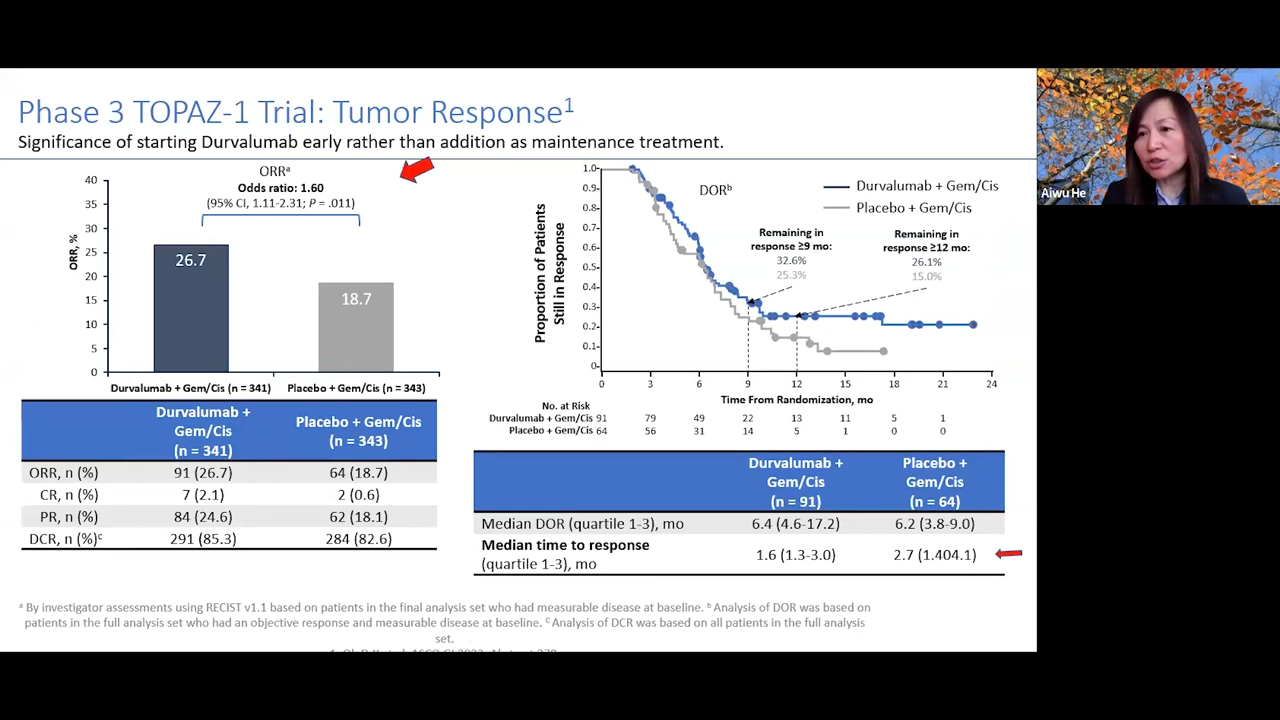 Phase 3 TOPAZ-1 Trial: Tumor Response1
Significance of starting Durvalumab early rather than addition as maintenance treatment.
ORRa
Odds ratio: 1.60
(95% CI, 1.11-2.31; P = .011)
ORR, %
40
35
30
25
20
15
10
5
0
26.7
18.7
Durvalumab + Gem/Cis (n = 341)
Placebo + Gem/Cis (n = 343)
Durvalumab + Gem/Cis (n = 341)
Placebo + Gem/Cis (n = 343)
ORR, n (%) 91 (26.7) 64 (18.7)
CR, n (%) 7 (2.1) 2 (0.6)
PR, n (%) 84 (24.6) 62 (18.1)
DCR, n (%)c 291 (85.3) 284 (82.6)
DORb
Durvalumab + Gem/Cis
Placebo + Gem/Cis
Proportion of Patients
Still in Response
1.0
0.9
0.8
0.7
0.6
0.5
0.4
0.3
0.2
0.1
0
Remaining in
response ≥9 mo:
32.6%
25.3%
Remaining in
response ≥12 mo:
26.1%
15.0%
0 3 6 9 12 15 18 21 24
Time From Randomization, mo
No. at Risk
Durvalumab + Gem/Cis 91 79 49 22 13 11 5 1
Placebo + Gem/Cis 64 56 31 14 5 1 0 0
Durvalumab +
Gem/Cis
(n = 91)
Placebo +
Gem/Cis
(n = 64)
Median DOR (quartile 1-3), mo 6.4 (4.6-17.2) 6.2 (3.8-9.0)
Median time to response
(quartile 1-3), mo 1.6 (1.3-3.0) 2.7 (1.404.1)
a By investigator assessments using RECIST v1.1 based on patients in the final analysis set who had measurable disease at baseline. b Analysis of DOR was based on
patients in the full analysis set who had an objective response and measurable disease at baseline. C Analysis of DCR was based on all patients in the full analysis
set.
Aiwu He